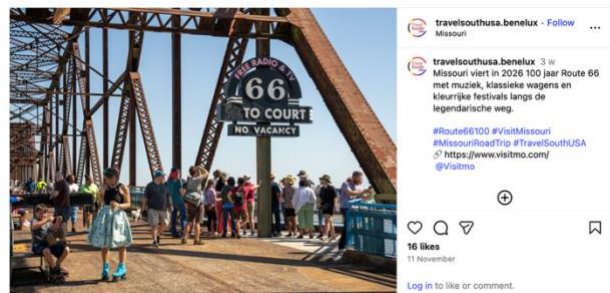 FREE RADIO & TV
66
TO COURT
NO VACANCY
travelsouthusa.benelux · Follow
Missouri
travelsouthusa.benelux 3 w
Missouri viert in 2026 100 jaar Route 66
met muziek, klassieke wagens en
kleurrijke festivals langs de
legendarische weg.
#Route66100 #VisitMissouri
#MissouriRoadTrip #TravelSouthUSA
🔗 https://www.visitmo.com/
@Visitmo
16 likes
11 November
Log in to like or comment.